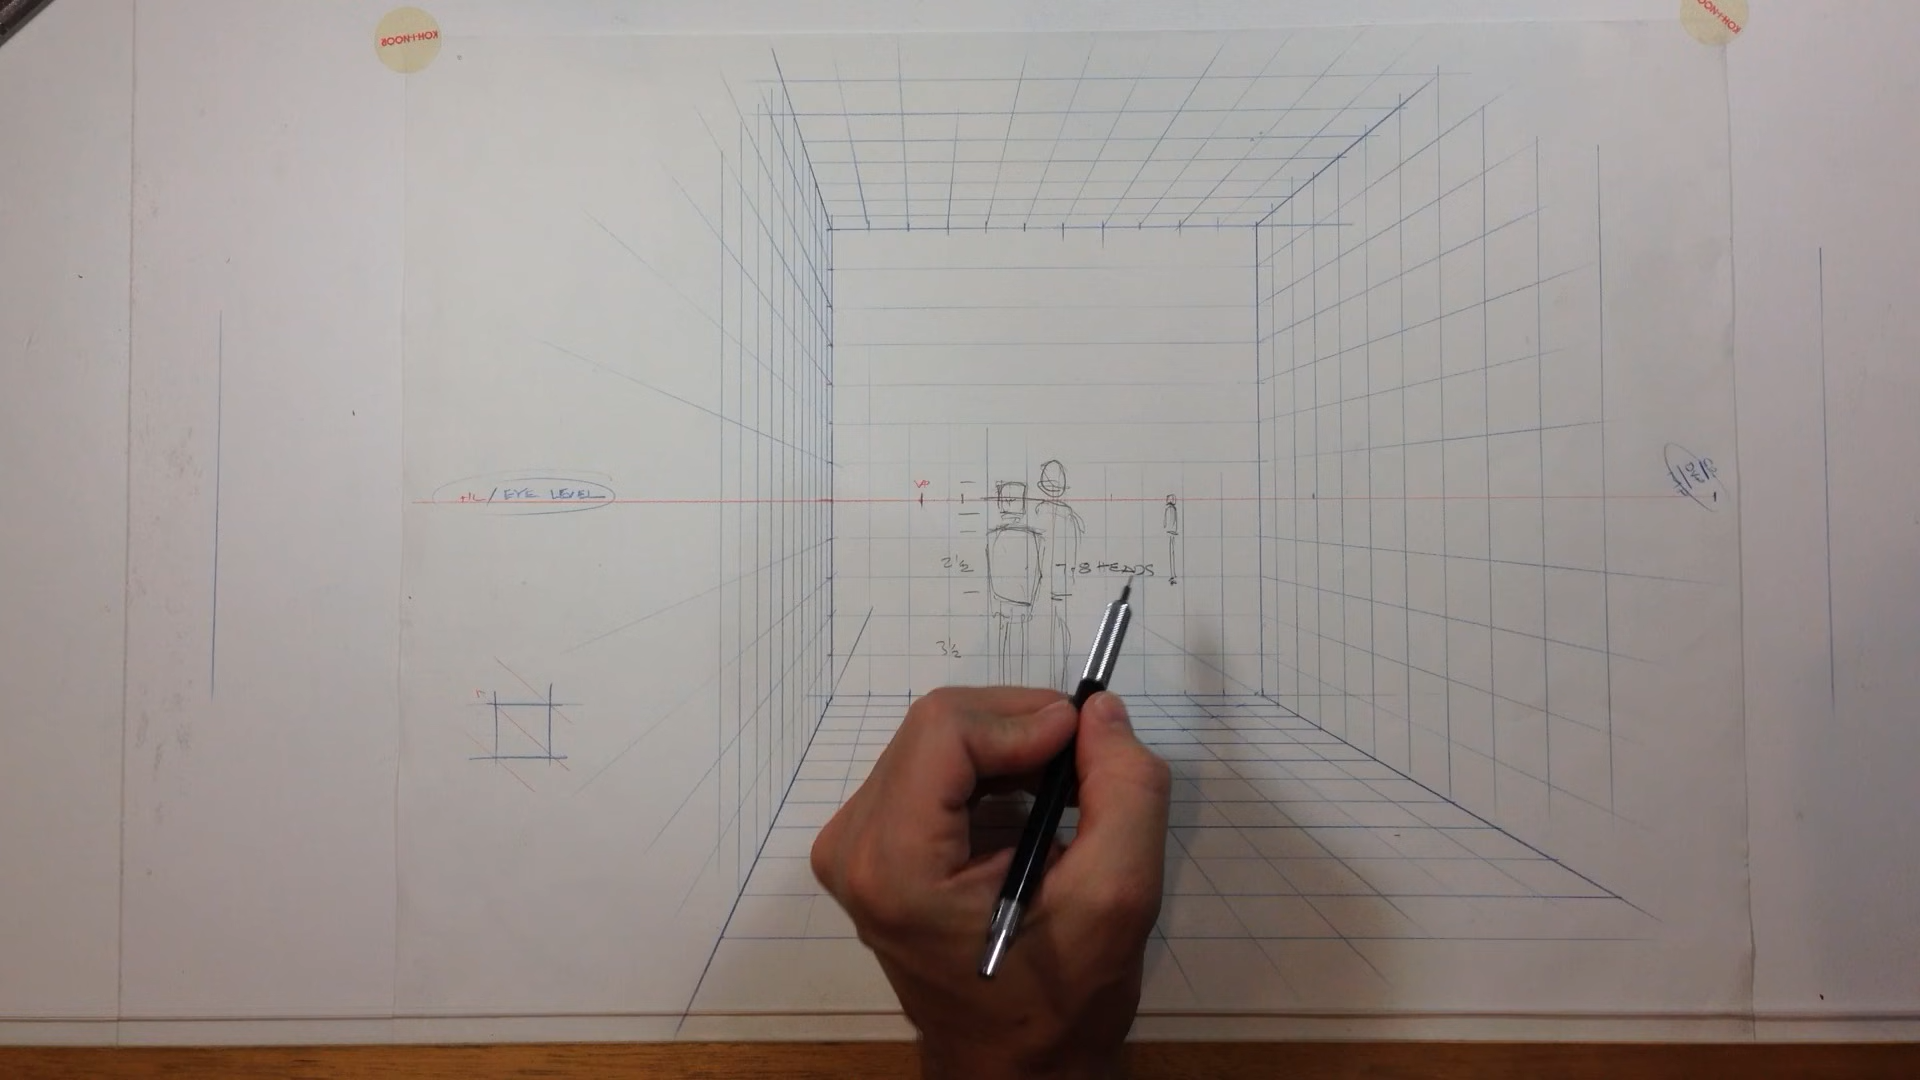 KOH-I-NOOR
KOH-I-NOOR
HL/EYE LEVEL
VP
2½
7-8 HEADS
3½